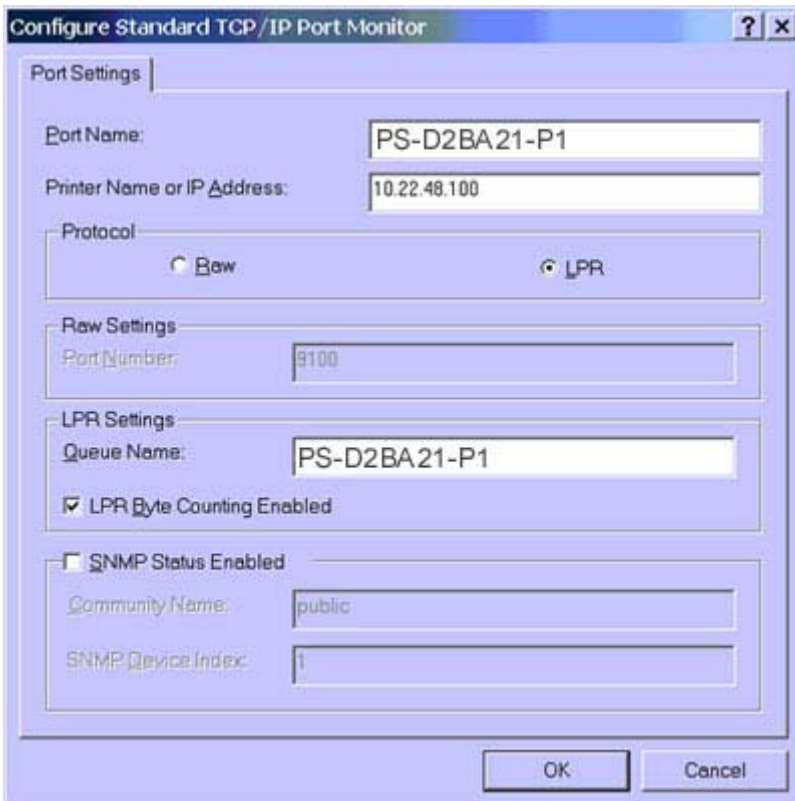 Configure Standard TCP/IP Port Monitor
Port Settings
Port Name: PS-D2BA21-P1
Printer Name or IP Address: 10.22.48.100
Protocol
Raw LPR
Raw Settings
Port Number: 9100
LPR Settings
Queue Name: PS-D2BA21-P1
LPR Byte Counting Enabled
SNMP Status Enabled
Community Name: public
SNMP Device Index: 1
OK Cancel